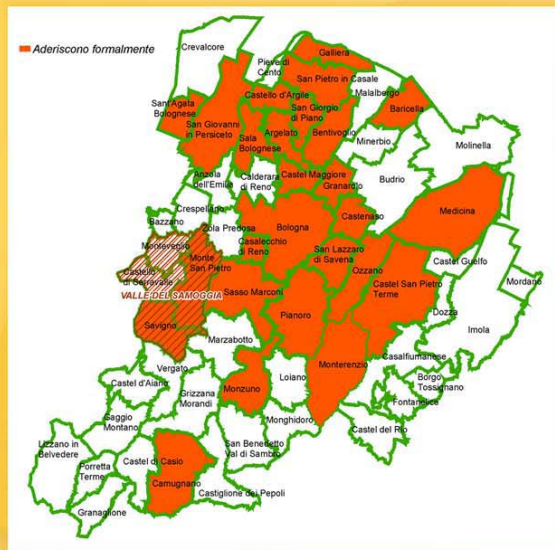 Aderiscono formalmente
Crevalcore
Galliera
Pieve di
Cento
San Pietro in Casale
Malalbergo
Castello d'Argile
Sant'Agata
Bolognese
San Giorgio
di Piano
Baricella
San Giovanni
in Persiceto
Argelato
Bentivoglio
Sala
Bolognese
Minerbio
Molinella
Castel Maggiore
Anzola
dell'Emilia
Calderara
di Reno
Granarolo
Budrio
Crespellano
Castenaso
Medicina
Bazzano
Zola Predosa
Bologna
Monteveglio
Casalecchio
di Reno
San Lazzaro
di Savena
Monte
San Pietro
Ozzano
Castel Guelfo
Castello
di Serravalle
Castel San Pietro
Terme
Mordano
VALLE DEL SAMOGGIA
Sasso Marconi
Dozza
Pianoro
Imola
Savigno
Marzabotto
Casalfiumanese
Vergato
Loiano
Monterenzio
Borgo
Tossignano
Castel d'Aiano
Grizzana
Morandi
Monzuno
Fontanelice
Gaggio
Montano
Monghidoro
Castel del Rio
Lizzano in
Belvedere
San Benedetto
Val di Sambro
Castel di Casio
Porretta
Terme
Camugnano
Castiglione dei Pepoli
Granaglione